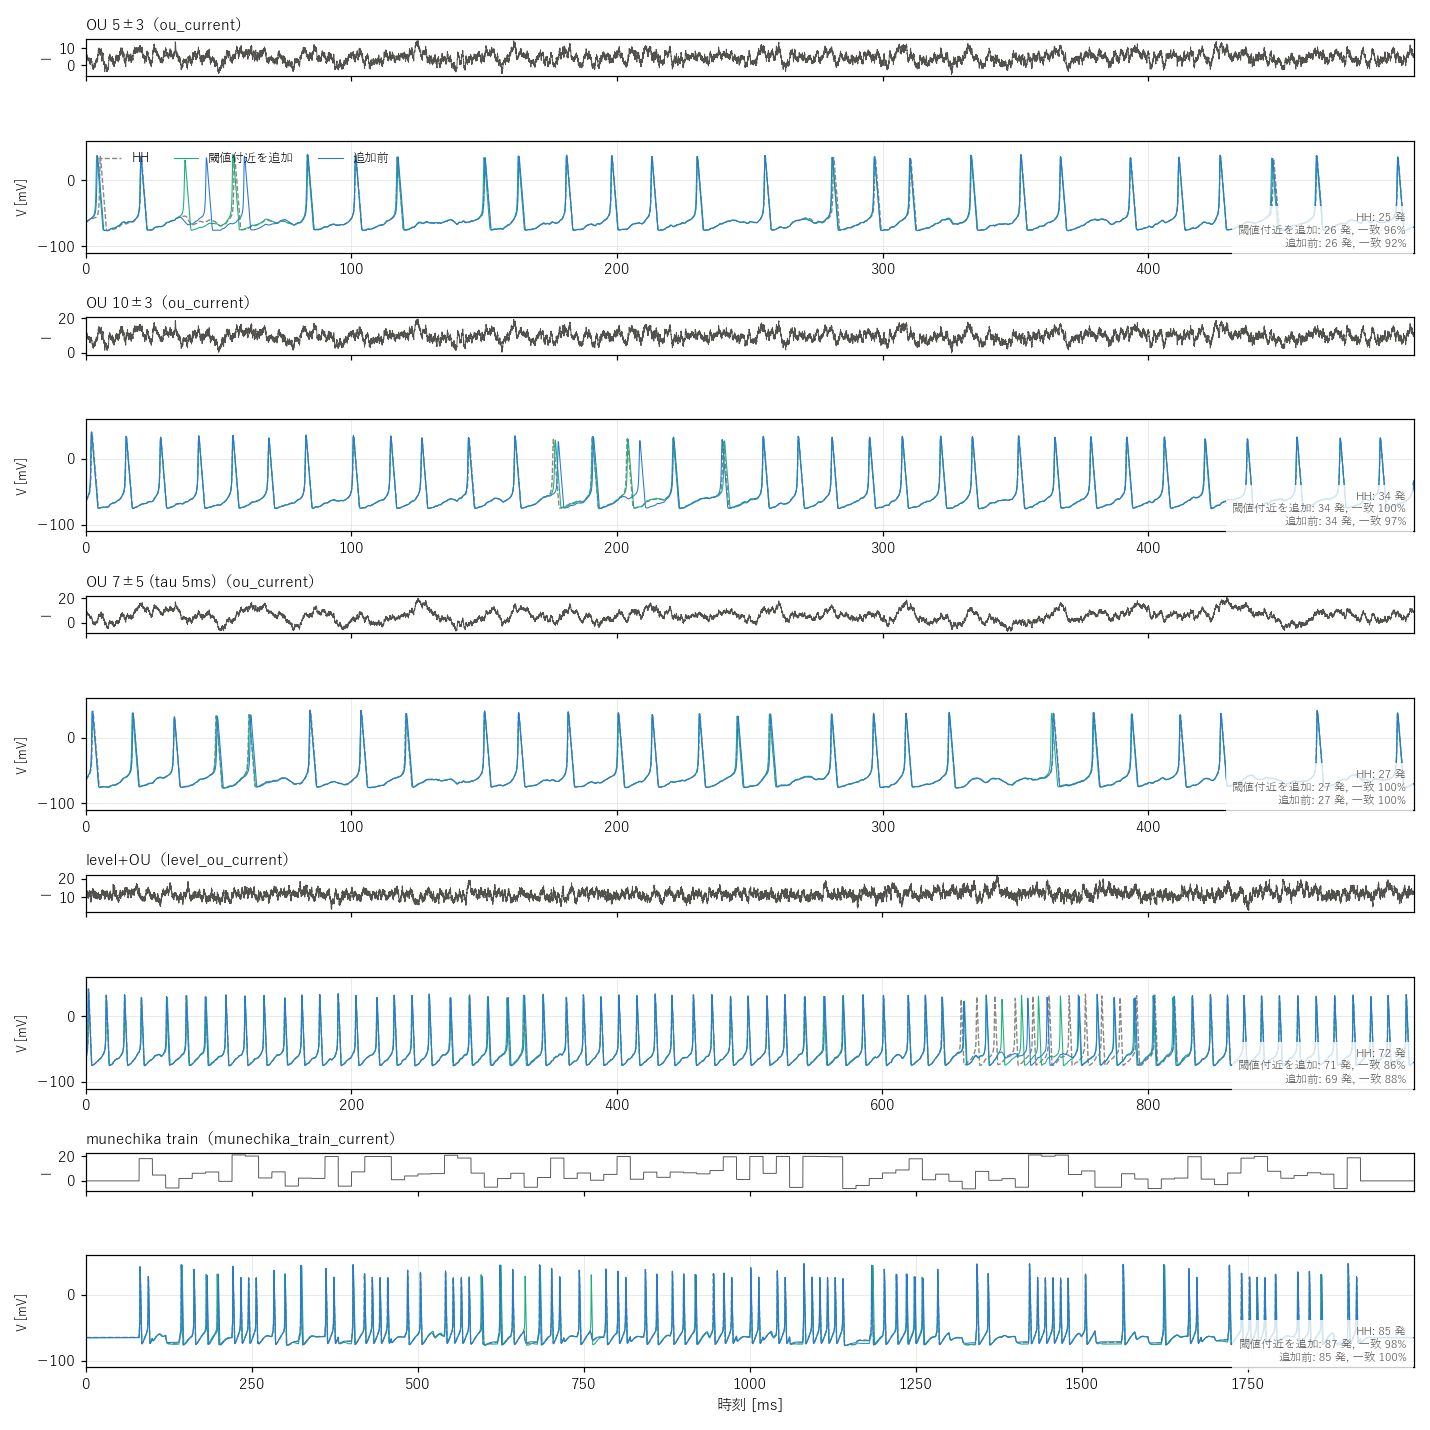 OU 5±3（ou_current）
10
0
I
HH
閾値付近を追加
追加前
0
−100
V [mV]
HH: 25 発
閾値付近を追加: 26 発, 一致 96%
追加前: 26 発, 一致 92%
0 100 200 300 400
OU 10±3（ou_current）
20
0
I
0
−100
V [mV]
HH: 34 発
閾値付近を追加: 34 発, 一致 100%
追加前: 34 発, 一致 97%
0 100 200 300 400
OU 7±5 (tau 5ms)（ou_current）
20
0
I
0
−100
V [mV]
HH: 27 発
閾値付近を追加: 27 発, 一致 100%
追加前: 27 発, 一致 100%
0 100 200 300 400
level+OU（level_ou_current）
20
10
I
0
−100
V [mV]
HH: 72 発
閾値付近を追加: 71 発, 一致 86%
追加前: 69 発, 一致 88%
0 200 400 600 800
munechika train（munechika_train_current）
20
0
I
0
−100
V [mV]
HH: 85 発
閾値付近を追加: 87 発, 一致 98%
追加前: 85 発, 一致 100%
0 250 500 750 1000 1250 1500 1750
時刻 [ms]